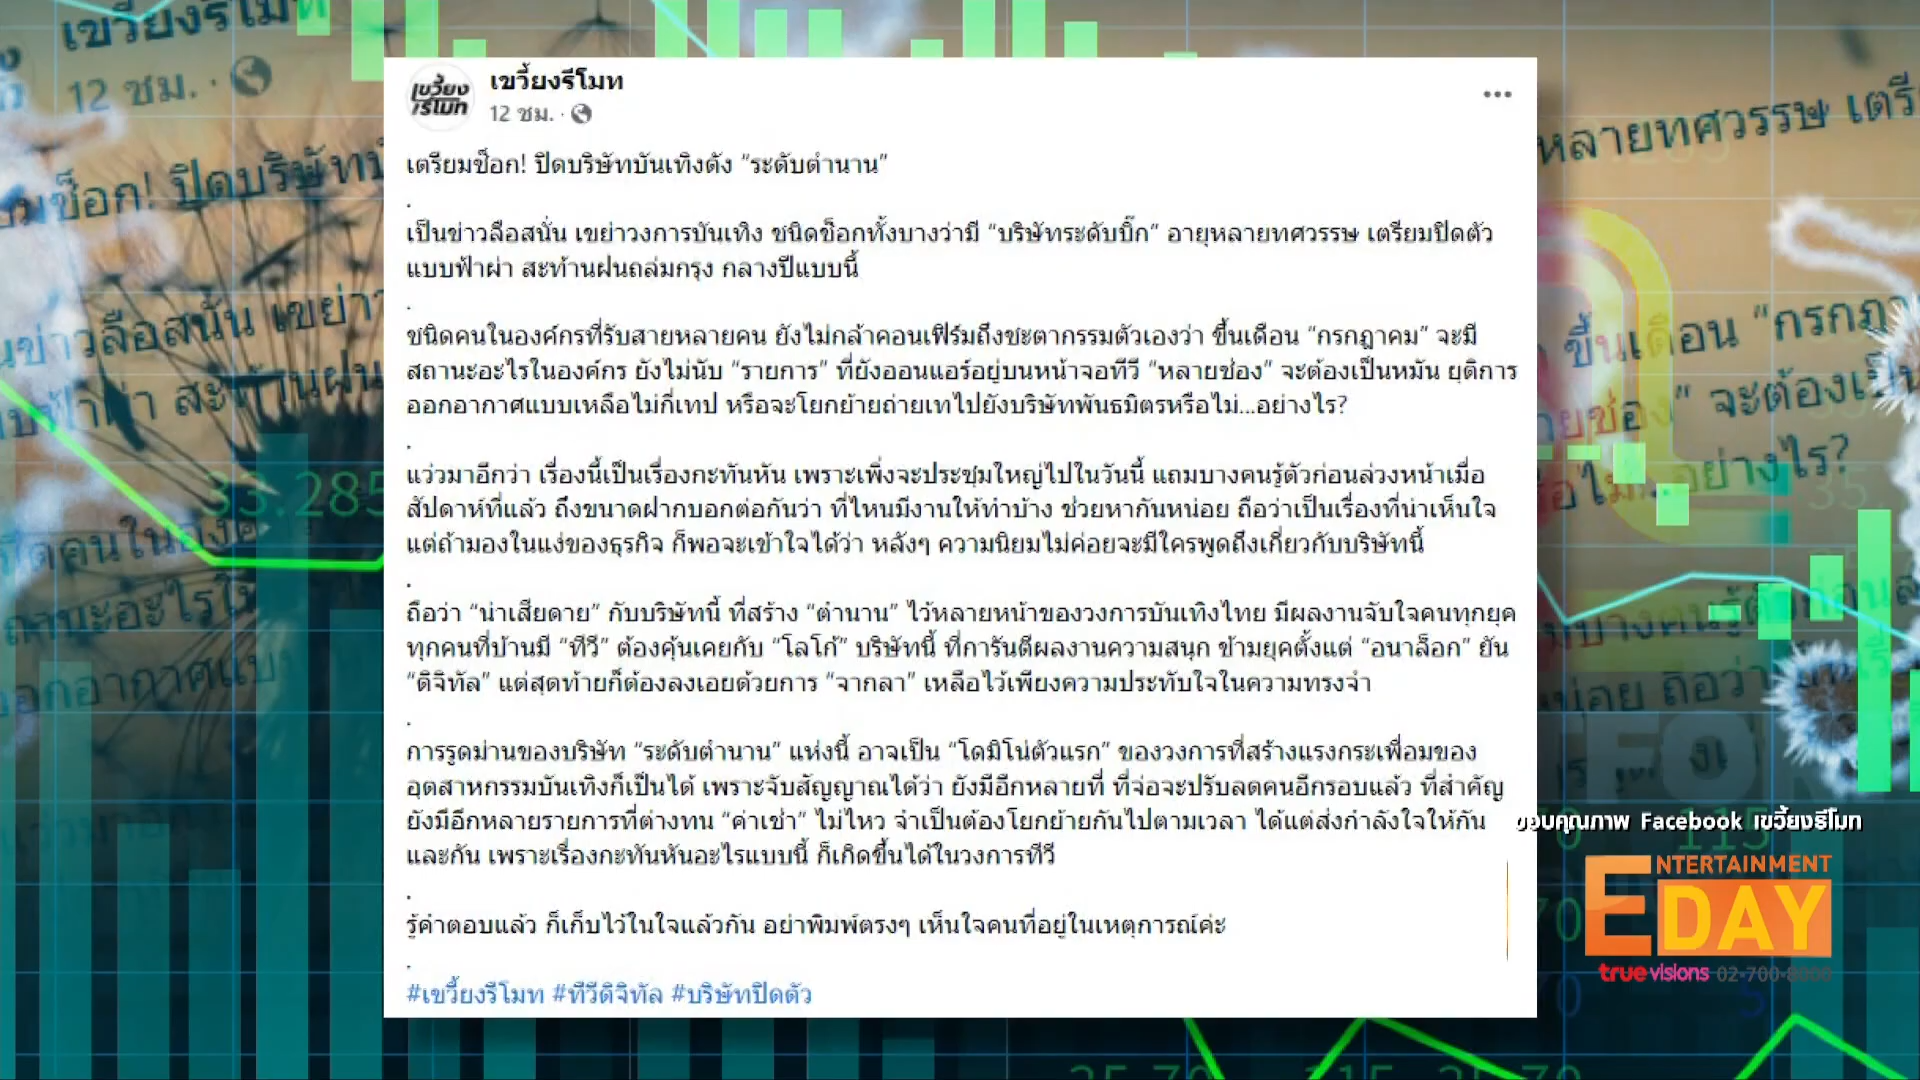 เขวี้ยงรีโมท
เขวี้ยง
รีโมท
12 ชม. ·
เตรียมช็อก! ปิดบริษัทบันเทิงดัง “ระดับตำนาน”
.
เป็นข่าวลือสนั่น เขย่าวงการบันเทิง ชนิดช็อกทั้งบางว่ามี “บริษัทระดับบิ๊ก” อายุหลายทศวรรษ เตรียมปิดตัว
แบบฟ้าผ่า สะท้านฝนถล่มกรุง กลางปีแบบนี้
.
ชนิดคนในองค์กรที่รับสายหลายคน ยังไม่กล้าคอนเฟิร์มถึงชะตากรรมตัวเองว่า ขึ้นเดือน “กรกฎาคม” จะมี
สถานะอะไรในองค์กร ยังไม่นับ “รายการ” ที่ยังออนแอร์อยู่บนหน้าจอทีวี “หลายช่อง” จะต้องเป็นหมัน ยุติการ
ออกอากาศแบบเหลือไม่กี่เทป หรือจะโยกย้ายถ่ายเทไปยังบริษัทพันธมิตรหรือไม่...อย่างไร?
.
แว่วมาอีกว่า เรื่องนี้เป็นเรื่องกะทันหัน เพราะเพิ่งจะประชุมใหญ่ไปในวันนี้ แถมบางคนรู้ตัวก่อนล่วงหน้าเมื่อ
สัปดาห์ที่แล้ว ถึงขนาดฝากบอกต่อกันว่า ที่ไหนมีงานให้ทำบ้าง ช่วยหากันหน่อย ถือว่าเป็นเรื่องที่น่าเห็นใจ
แต่ถ้ามองในแง่ของธุรกิจ ก็พอจะเข้าใจได้ว่า หลังๆ ความนิยมไม่ค่อยจะมีใครพูดถึงเกี่ยวกับบริษัทนี้
.
ถือว่า “น่าเสียดาย” กับบริษัทนี้ ที่สร้าง “ตำนาน” ไว้หลายหน้าของวงการบันเทิงไทย มีผลงานจับใจคนทุกยุค
ทุกคนที่บ้านมี “ทีวี” ต้องคุ้นเคยกับ “โลโก้” บริษัทนี้ ที่การันตีผลงานความสนุก ข้ามยุคตั้งแต่ “อนาล็อก” ยัน
“ดิจิทัล” แต่สุดท้ายก็ต้องลงเอยด้วยการ “จากลา” เหลือไว้เพียงความประทับใจในความทรงจำ
.
การรูดม่านของบริษัท “ระดับตำนาน” แห่งนี้ อาจเป็น “โดมิโน่ตัวแรก” ของวงการที่สร้างแรงกระเพื่อมของ
อุตสาหกรรมบันเทิงก็เป็นได้ เพราะจับสัญญาณได้ว่า ยังมีอีกหลายที่ ที่จ่อจะปรับลดคนอีกรอบแล้ว ที่สำคัญ
ยังมีอีกหลายรายการที่ต่างทน “ค่าเช่า” ไม่ไหว จำเป็นต้องโยกย้ายกันไปตามเวลา ได้แต่ส่งกำลังใจให้กัน
และกัน เพราะเรื่องกะทันหันอะไรแบบนี้ ก็เกิดขึ้นได้ในวงการทีวี
.
รู้คำตอบแล้ว ก็เก็บไว้ในใจแล้วกัน อย่าพิมพ์ตรงๆ เห็นใจคนที่อยู่ในเหตุการณ์ค่ะ
.
#เขวี้ยงรีโมท #ทีวีดิจิทัล #บริษัทปิดตัว
ขอบคุณภาพ Facebook เขวี้ยงรีโมท
ENTERTAINMENT
DAY
truevisions 02-700-8000